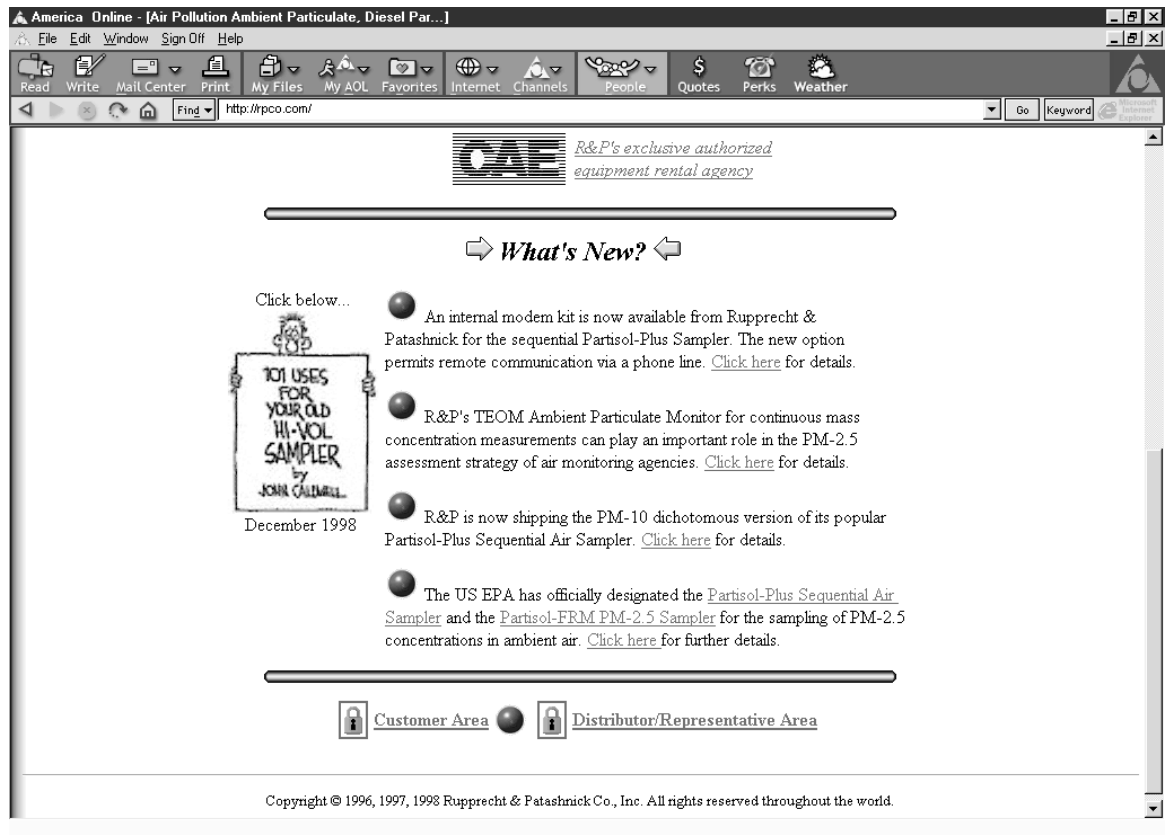 America Online - [Air Pollution Ambient Particulate, Diesel Par...]
File Edit Window Sign Off Help
Read Write Mail Center Print My Files My AOL Favorites Internet Channels People Quotes Perks Weather
Find http://rpco.com/ Go Keyword Microsoft Internet Explorer
CAE
R&P's exclusive authorized
equipment rental agency
What's New?
Click below...
101 USES
FOR
YOUR OLD
HI-VOL
SAMPLER
by
JOHN CALDWELL
December 1998
An internal modem kit is now available from Rupprecht &
Patashnick for the sequential Partisol-Plus Sampler. The new option
permits remote communication via a phone line. Click here for details.
R&P's TEOM Ambient Particulate Monitor for continuous mass
concentration measurements can play an important role in the PM-2.5
assessment strategy of air monitoring agencies. Click here for details.
R&P is now shipping the PM-10 dichotomous version of its popular
Partisol-Plus Sequential Air Sampler. Click here for details.
The US EPA has officially designated the Partisol-Plus Sequential Air
Sampler and the Partisol-FRM PM-2.5 Sampler for the sampling of PM-2.5
concentrations in ambient air. Click here for further details.
Customer Area Distributor/Representative Area
Copyright © 1996, 1997, 1998 Rupprecht & Patashnick Co., Inc. All rights reserved throughout the world.